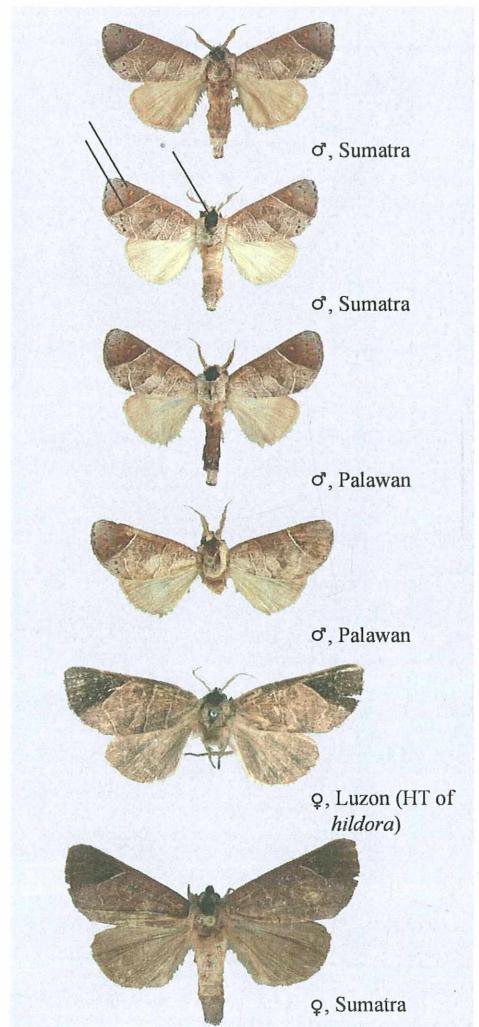 ♂, Sumatra
♂, Sumatra
♂, Palawan
♂, Palawan
♀, Luzon (HT of
hildora)
♀, Sumatra